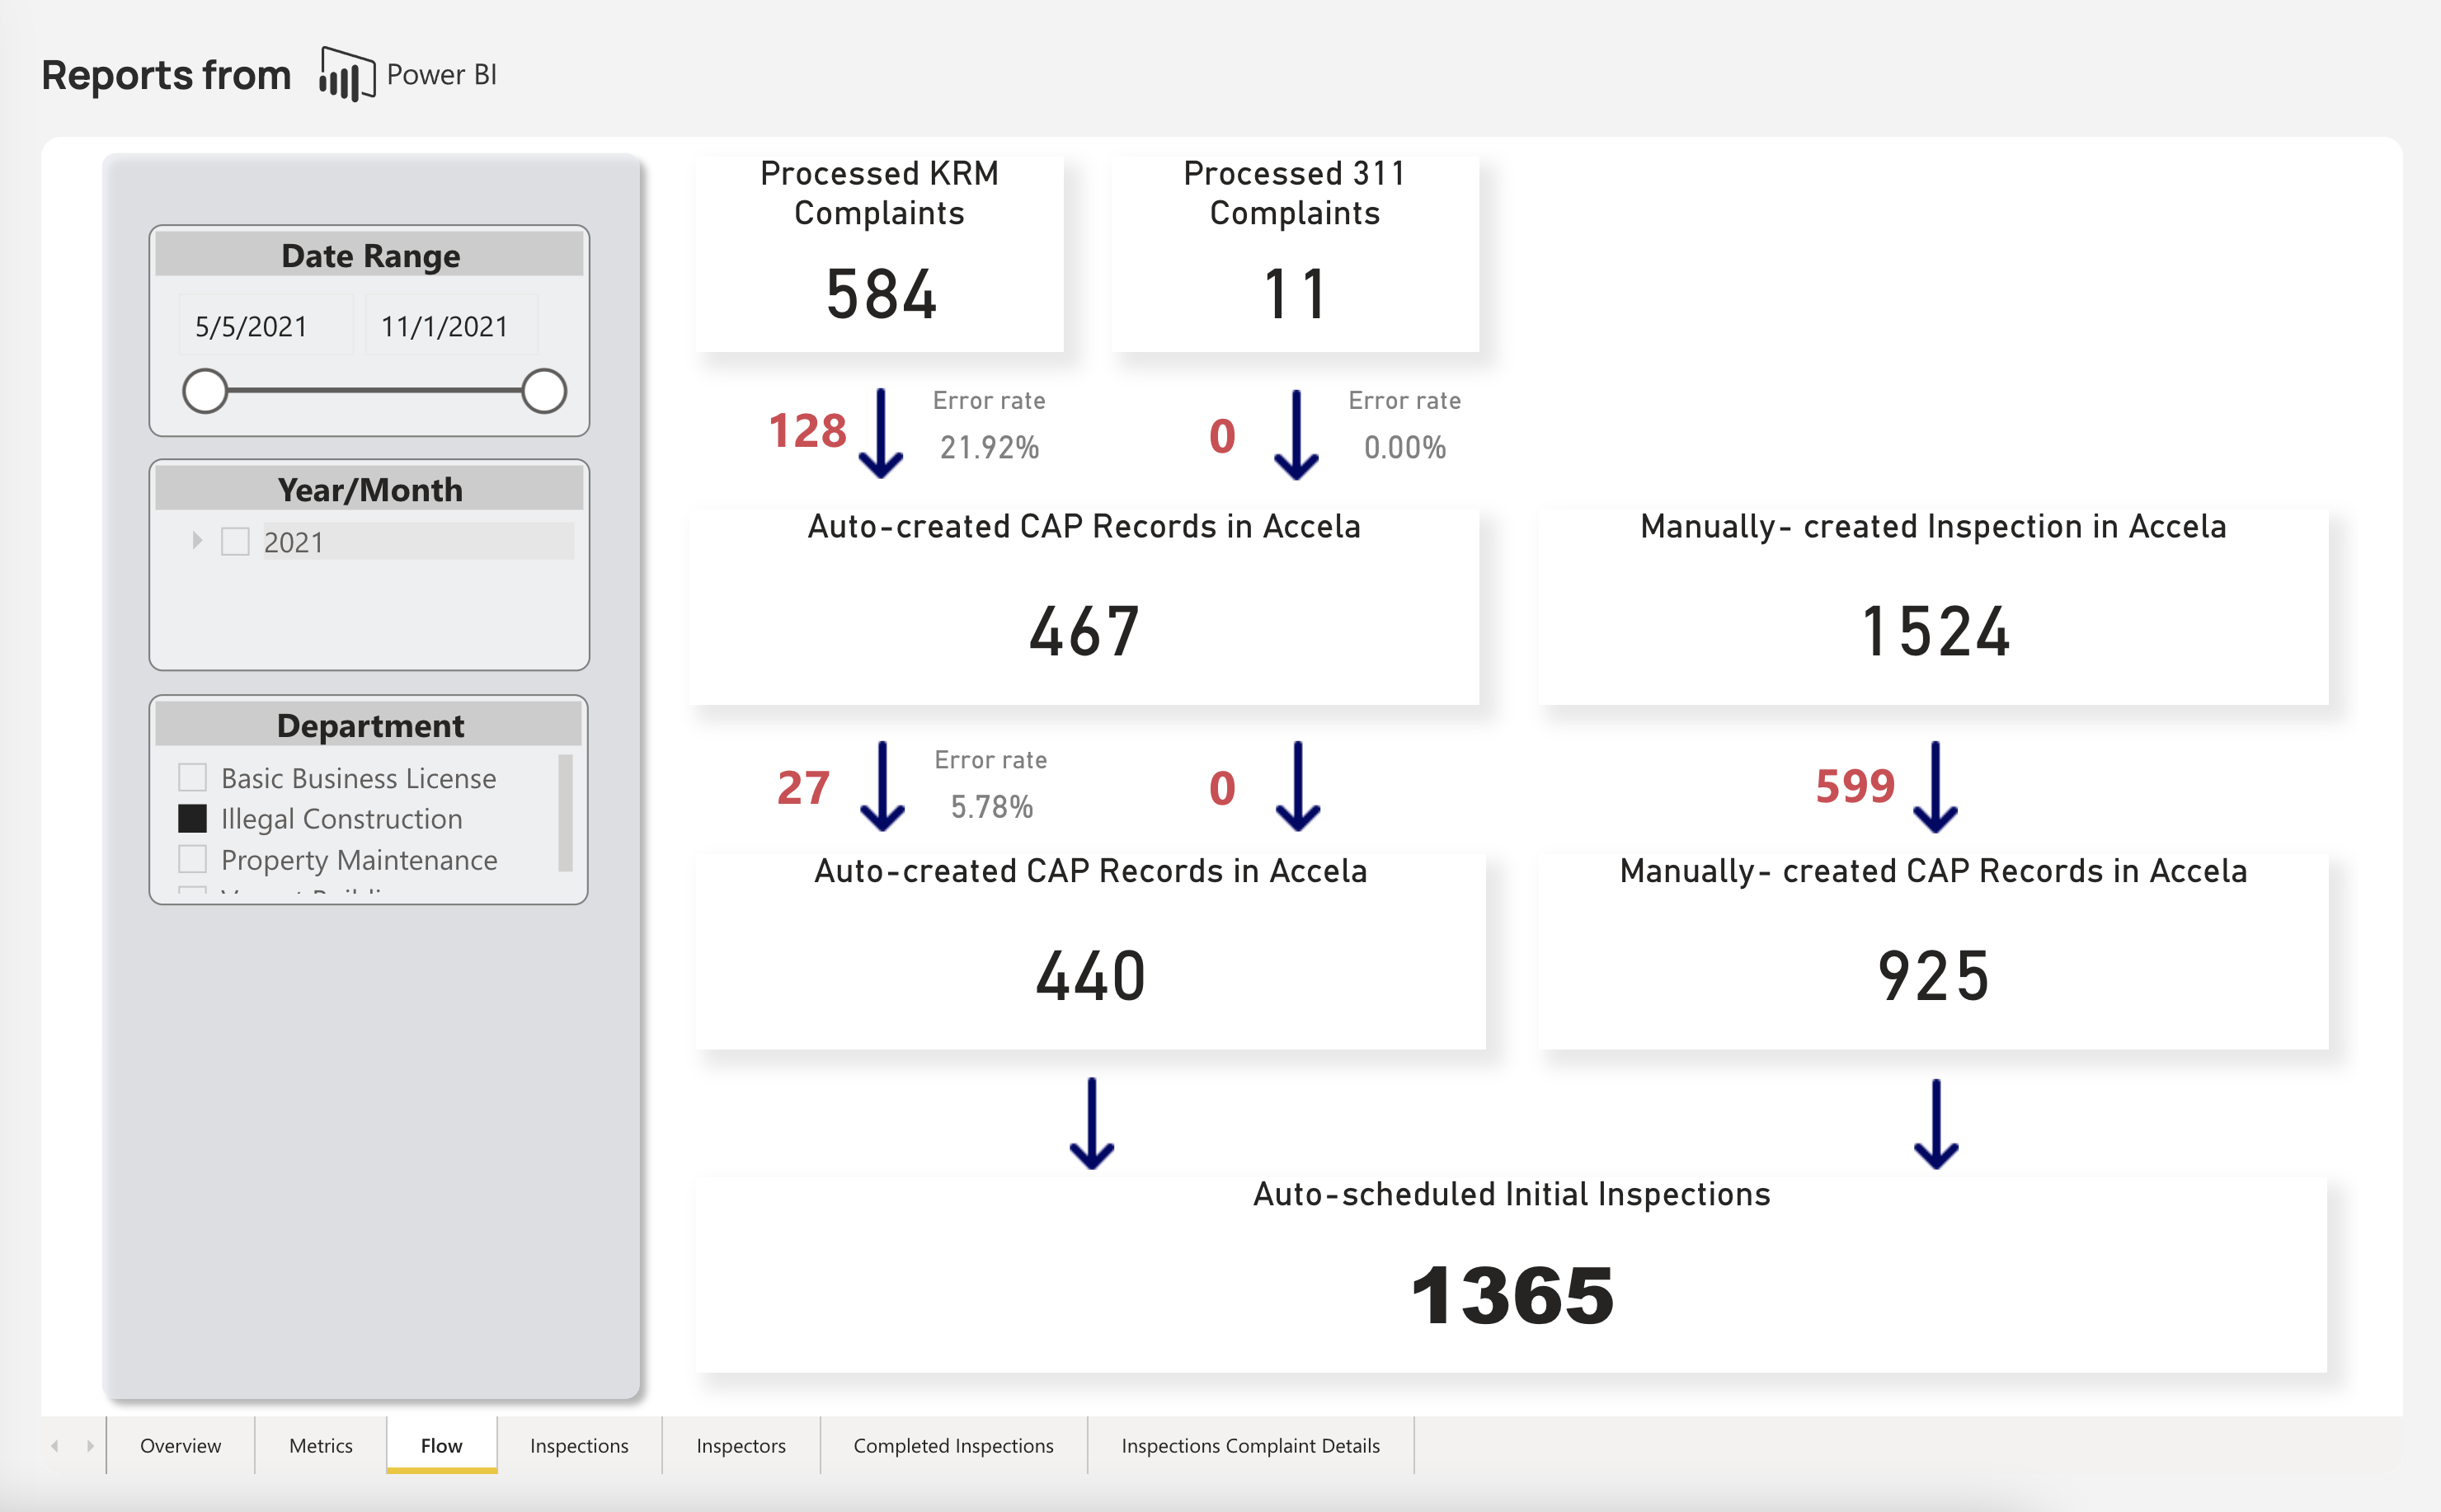 Reports from Power BI
Date Range
5/5/2021 11/1/2021
Year/Month
2021
Department
Basic Business License
Illegal Construction
Property Maintenance
Processed KRM
Complaints
584
Processed 311
Complaints
11
128
Error rate
21.92%
0
Error rate
0.00%
Auto-created CAP Records in Accela
467
Manually- created Inspection in Accela
1524
27
Error rate
5.78%
0
599
Auto-created CAP Records in Accela
440
Manually- created CAP Records in Accela
925
Auto-scheduled Initial Inspections
1365
Overview Metrics Flow Inspections Inspectors Completed Inspections Inspections Complaint Details